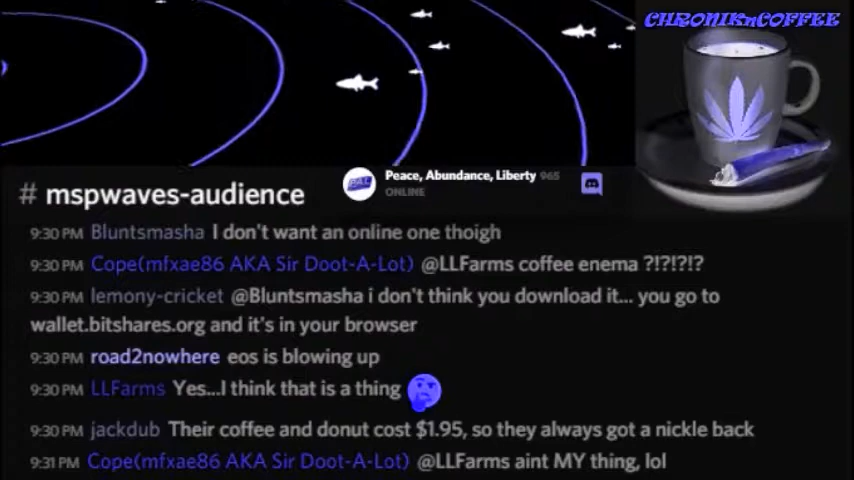 CHRONIKnCOFFEE
# mspwaves-audience
Peace, Abundance, Liberty 965
ONLINE
9:30 PM Bluntsmasha I don't want an online one thoigh
9:30 PM Cope(mfxae86 AKA Sir Doot-A-Lot) @LLFarms coffee enema ?!?!?!?
9:30 PM lemony-cricket @Bluntsmasha i don't think you download it... you go to
wallet.bitshares.org and it's in your browser
9:30 PM road2nowhere eos is blowing up
9:30 PM LLFarms Yes...I think that is a thing
9:30 PM jackdub Their coffee and donut cost $1.95, so they always got a nickle back
9:31 PM Cope(mfxae86 AKA Sir Doot-A-Lot) @LLFarms aint MY thing, lol